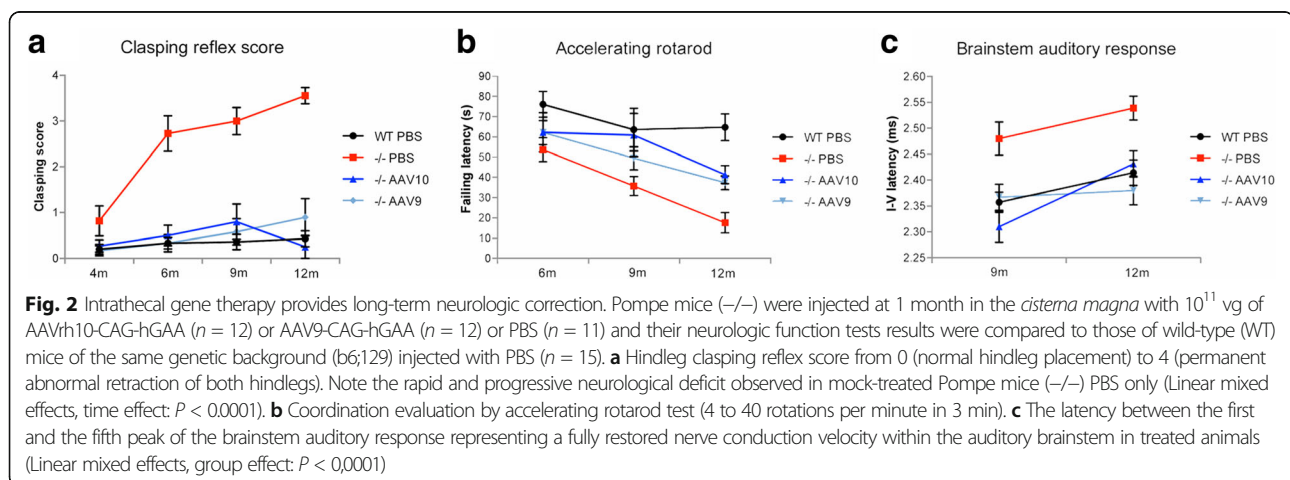 a Clasping reflex score
Clasping score
4
3
2
1
0
4m 6m 9m 12m
WT PBS
-/- PBS
-/- AAV10
-/- AAV9
b Accelerating rotarod
Failing latency (s)
90
80
70
60
50
40
30
20
10
0
6m 9m 12m
WT PBS
-/- PBS
-/- AAV10
-/- AAV9
c Brainstem auditory response
I-V latency (ms)
2.60
2.55
2.50
2.45
2.40
2.35
2.30
2.25
9m 12m
WT PBS
-/- PBS
-/- AAV10
-/- AAV9
Fig. 2 Intrathecal gene therapy provides long-term neurologic correction. Pompe mice (−/−) were injected at 1 month in the cisterna magna with 10¹¹ vg of
AAVrh10-CAG-hGAA (n = 12) or AAV9-CAG-hGAA (n = 12) or PBS (n = 11) and their neurologic function tests results were compared to those of wild-type (WT)
mice of the same genetic background (b6;129) injected with PBS (n = 15). a Hindleg clasping reflex score from 0 (normal hindleg placement) to 4 (permanent
abnormal retraction of both hindlegs). Note the rapid and progressive neurological deficit observed in mock-treated Pompe mice (−/−) PBS only (Linear mixed
effects, time effect: P < 0.0001). b Coordination evaluation by accelerating rotarod test (4 to 40 rotations per minute in 3 min). c The latency between the first
and the fifth peak of the brainstem auditory response representing a fully restored nerve conduction velocity within the auditory brainstem in treated animals
(Linear mixed effects, group effect: P < 0,0001)